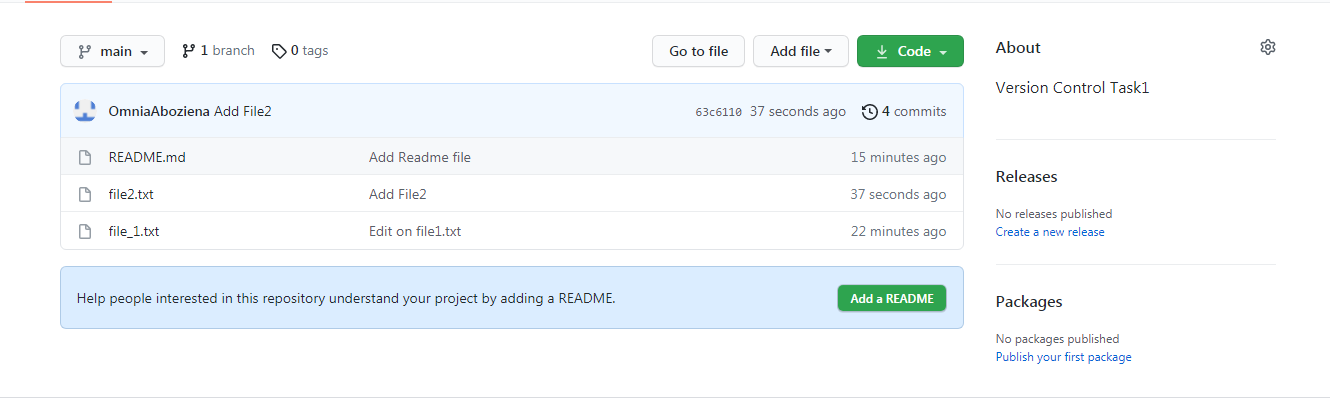 main 1 branch 0 tags Go to file Add file Code
OmniaAboziena Add File2 63c6110 37 seconds ago 4 commits
README.md Add Readme file 15 minutes ago
file2.txt Add File2 37 seconds ago
file_1.txt Edit on file1.txt 22 minutes ago
Help people interested in this repository understand your project by adding a README. Add a README
About
Version Control Task1
Releases
No releases published
Create a new release
Packages
No packages published
Publish your first package